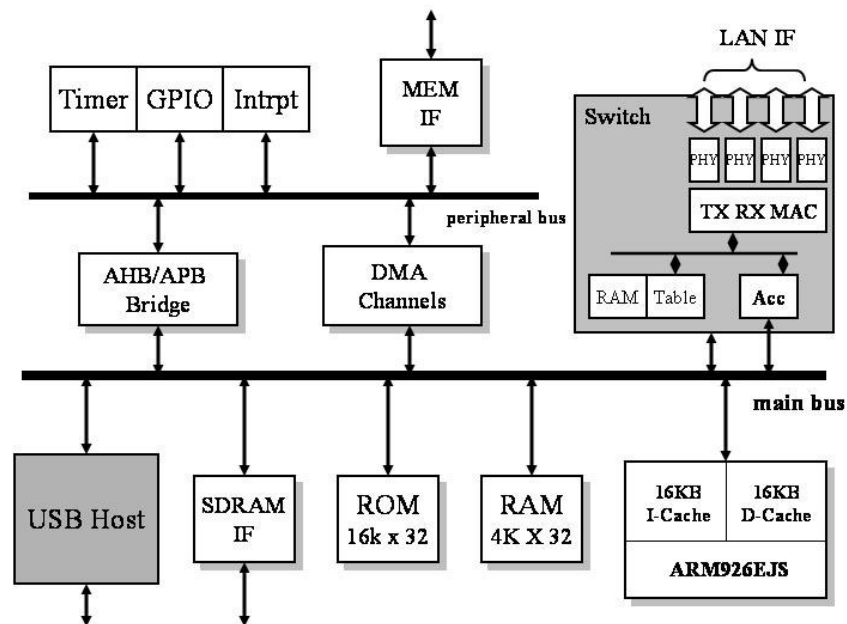 LAN IF
Timer GPIO Intrpt
MEM
IF
Switch
PHY PHY PHY PHY
TX RX MAC
peripheral bus
AHB/APB
Bridge
DMA
Channels
RAM Table
Acc
main bus
USB Host
SDRAM
IF
ROM
16k x 32
RAM
4K X 32
16KB
I-Cache
16KB
D-Cache
ARM926EJS